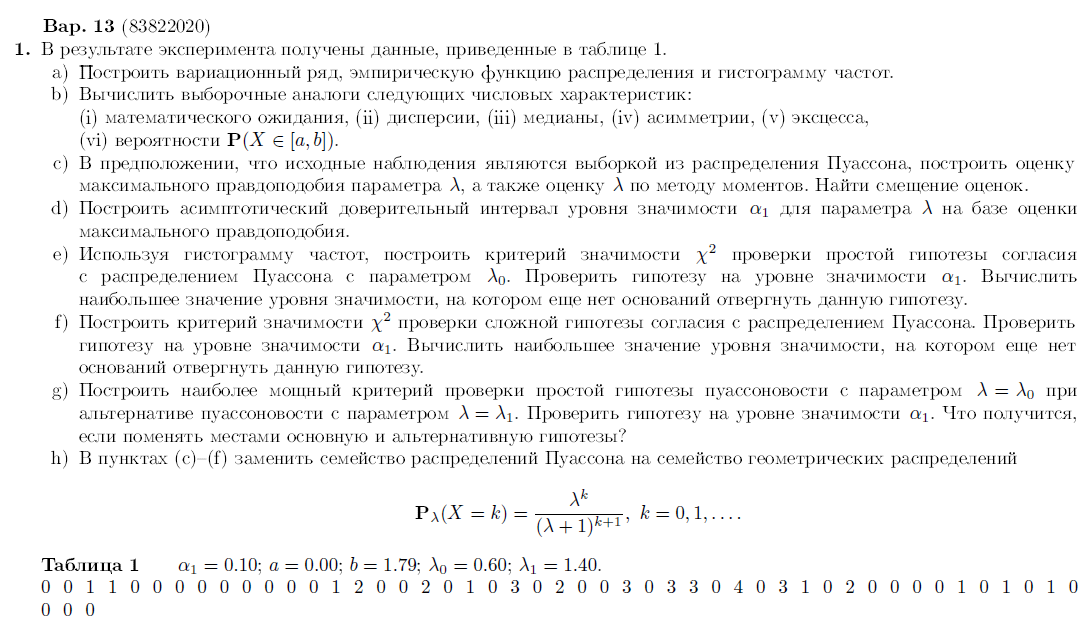 Вар. 13 (83822020)
1. В результате эксперимента получены данные, приведенные в таблице 1.
a) Построить вариационный ряд, эмпирическую функцию распределения и гистограмму частот.
b) Вычислить выборочные аналоги следующих числовых характеристик:
(i) математического ожидания, (ii) дисперсии, (iii) медианы, (iv) асимметрии, (v) эксцесса,
(vi) вероятности P(X ∈ [a, b]).
c) В предположении, что исходные наблюдения являются выборкой из распределения Пуассона, построить оценку
максимального правдоподобия параметра λ, а также оценку λ по методу моментов. Найти смещение оценок.
d) Построить асимптотический доверительный интервал уровня значимости α₁ для параметра λ на базе оценки
максимального правдоподобия.
e) Используя гистограмму частот, построить критерий значимости χ² проверки простой гипотезы согласия
с распределением Пуассона с параметром λ₀. Проверить гипотезу на уровне значимости α₁. Вычислить
наибольшее значение уровня значимости, на котором еще нет оснований отвергнуть данную гипотезу.
f) Построить критерий значимости χ² проверки сложной гипотезы согласия с распределением Пуассона. Проверить
гипотезу на уровне значимости α₁. Вычислить наибольшее значение уровня значимости, на котором еще нет
оснований отвергнуть данную гипотезу.
g) Построить наиболее мощный критерий проверки простой гипотезы пуассоновости с параметром λ = λ₀ при
альтернативе пуассоновости с параметром λ = λ₁. Проверить гипотезу на уровне значимости α₁. Что получится,
если поменять местами основную и альтернативную гипотезы?
h) В пунктах (c)–(f) заменить семейство распределений Пуассона на семейство геометрических распределений
P_λ(X = k) = λ^k / (λ + 1)^{k+1}, k = 0, 1, . . . .
Таблица 1 α₁ = 0.10; a = 0.00; b = 1.79; λ₀ = 0.60; λ₁ = 1.40.
0 0 1 1 0 0 0 0 0 0 0 0 0 1 2 0 0 2 0 1 0 3 0 2 0 0 3 0 3 3 0 4 0 3 1 0 2 0 0 0 0 1 0 1 0 1 0
0 0 0